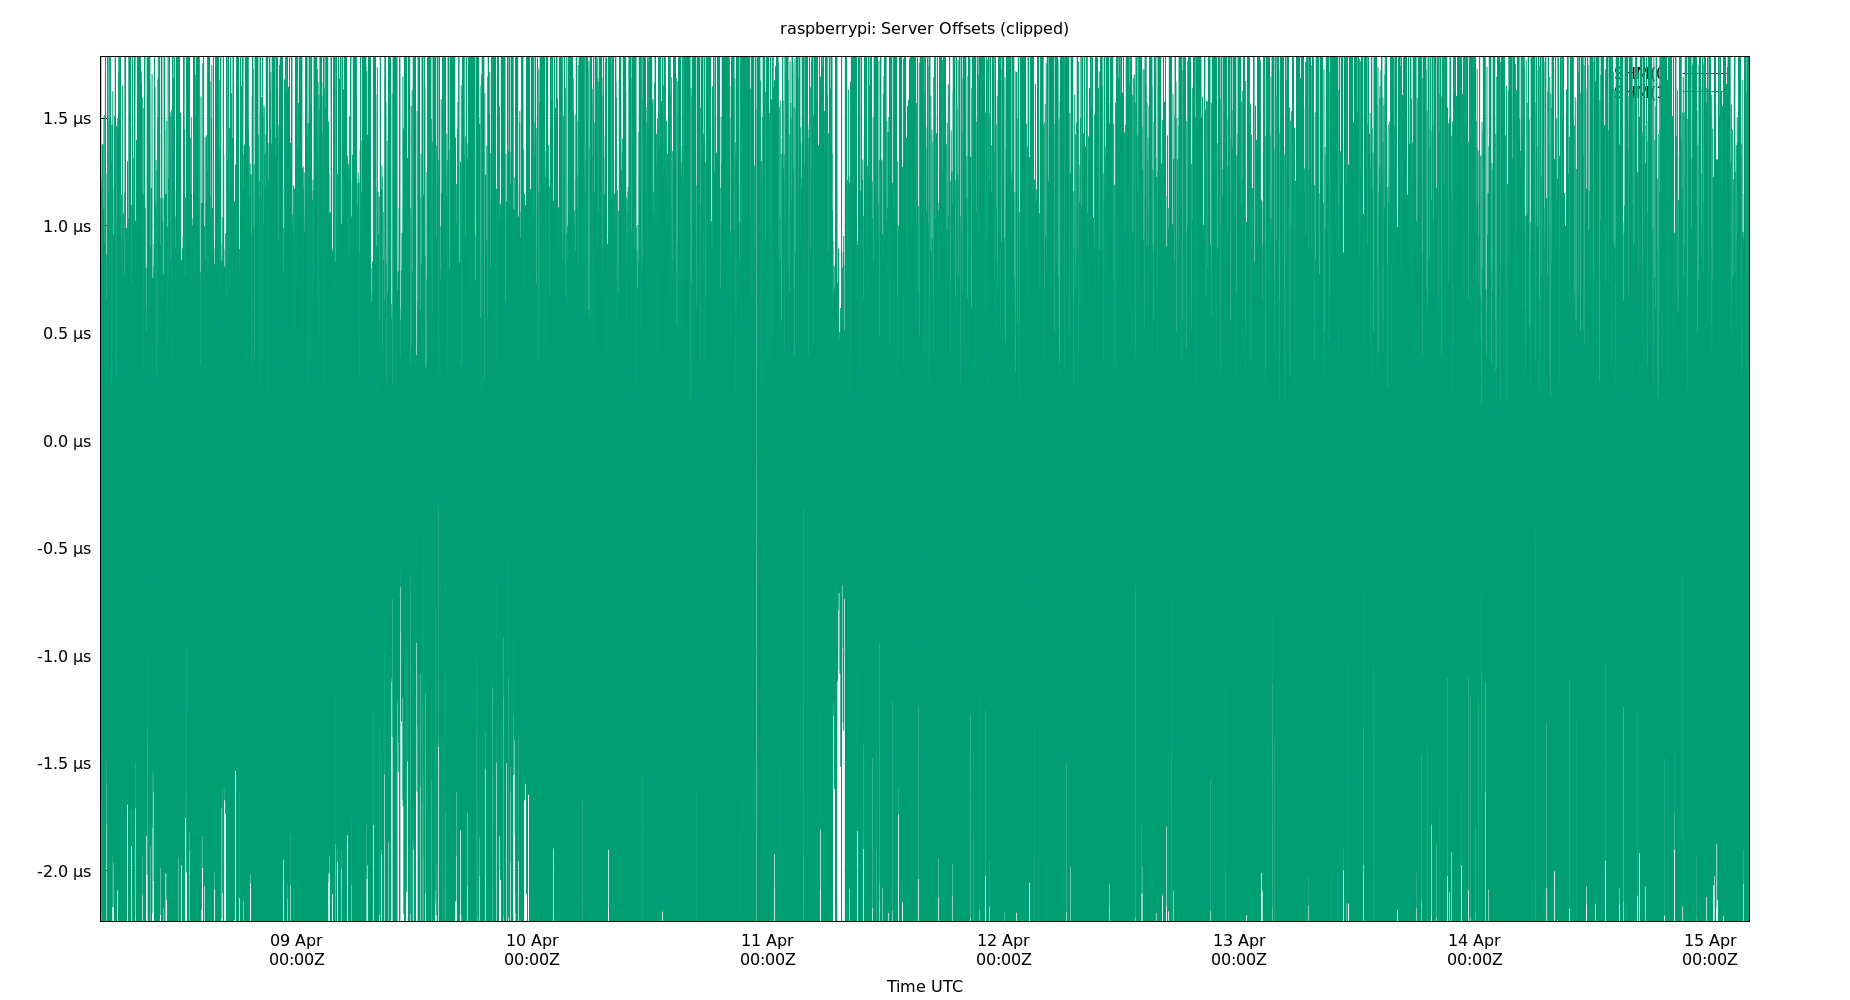 raspberrypi: Server Offsets (clipped)
1.5 µs
1.0 µs
0.5 µs
0.0 µs
-0.5 µs
-1.0 µs
-1.5 µs
-2.0 µs
09 Apr 10 Apr 11 Apr 12 Apr 13 Apr 14 Apr 15 Apr
00:00Z 00:00Z 00:00Z 00:00Z 00:00Z 00:00Z 00:00Z
Time UTC